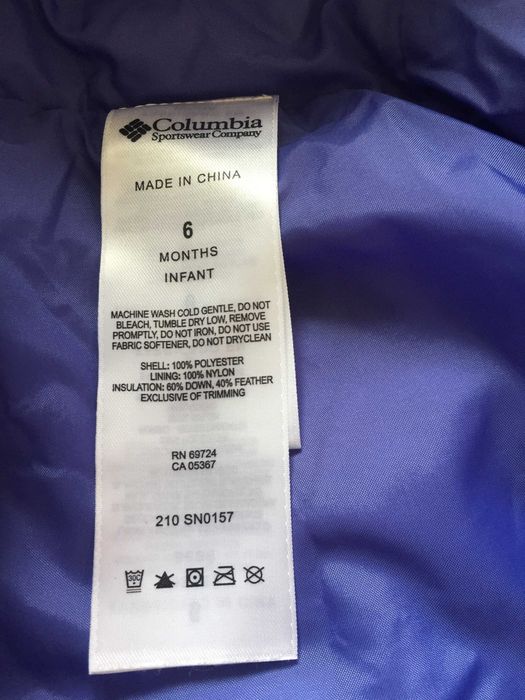 Columbia
Sportswear Company
MADE IN CHINA
6
MONTHS
INFANT
MACHINE WASH COLD GENTLE, DO NOT
BLEACH, TUMBLE DRY LOW, REMOVE
PROMPTLY, DO NOT IRON, DO NOT USE
FABRIC SOFTENER, DO NOT DRYCLEAN
SHELL: 100% POLYESTER
LINING: 100% NYLON
INSULATION: 60% DOWN, 40% FEATHER
EXCLUSIVE OF TRIMMING
RN 69724
CA 05367
210 SN0157
30C